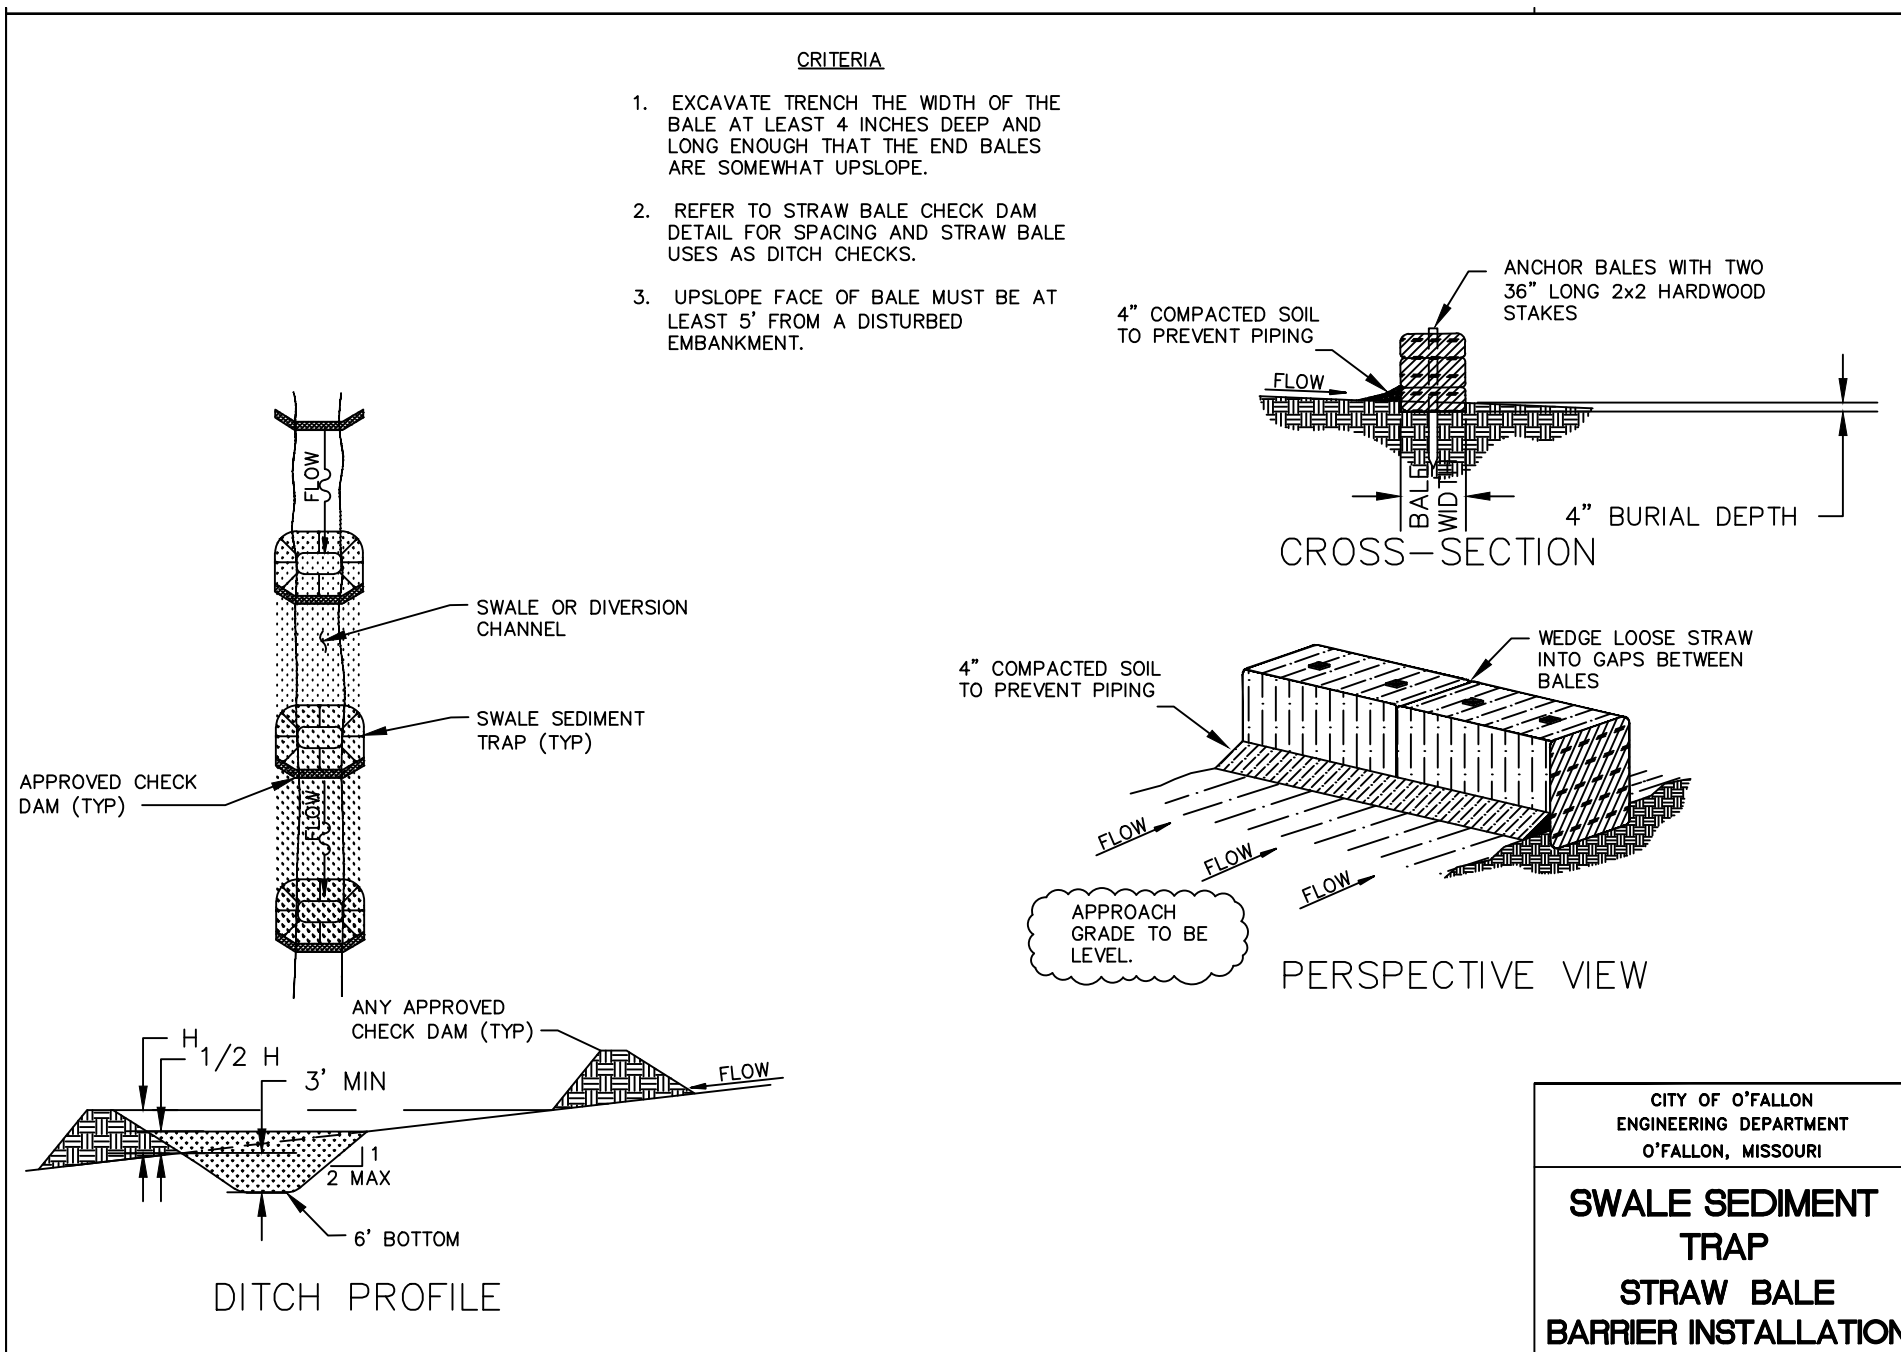 CRITERIA
1. EXCAVATE TRENCH THE WIDTH OF THE
BALE AT LEAST 4 INCHES DEEP AND
LONG ENOUGH THAT THE END BALES
ARE SOMEWHAT UPSLOPE.
2. REFER TO STRAW BALE CHECK DAM
DETAIL FOR SPACING AND STRAW BALE
USES AS DITCH CHECKS.
3. UPSLOPE FACE OF BALE MUST BE AT
LEAST 5' FROM A DISTURBED
EMBANKMENT.
ANCHOR BALES WITH TWO
36" LONG 2x2 HARDWOOD
STAKES
4" COMPACTED SOIL
TO PREVENT PIPING
FLOW
BALE
WIDTH
4" BURIAL DEPTH
CROSS-SECTION
FLOW
SWALE OR DIVERSION
CHANNEL
SWALE SEDIMENT
TRAP (TYP)
APPROVED CHECK
DAM (TYP)
FLOW
WEDGE LOOSE STRAW
INTO GAPS BETWEEN
BALES
4" COMPACTED SOIL
TO PREVENT PIPING
FLOW
FLOW
FLOW
APPROACH
GRADE TO BE
LEVEL.
PERSPECTIVE VIEW
ANY APPROVED
CHECK DAM (TYP)
H
1/2 H
3' MIN
FLOW
1
2 MAX
6' BOTTOM
DITCH PROFILE
CITY OF O'FALLON
ENGINEERING DEPARTMENT
O'FALLON, MISSOURI
SWALE SEDIMENT
TRAP
STRAW BALE
BARRIER INSTALLATION